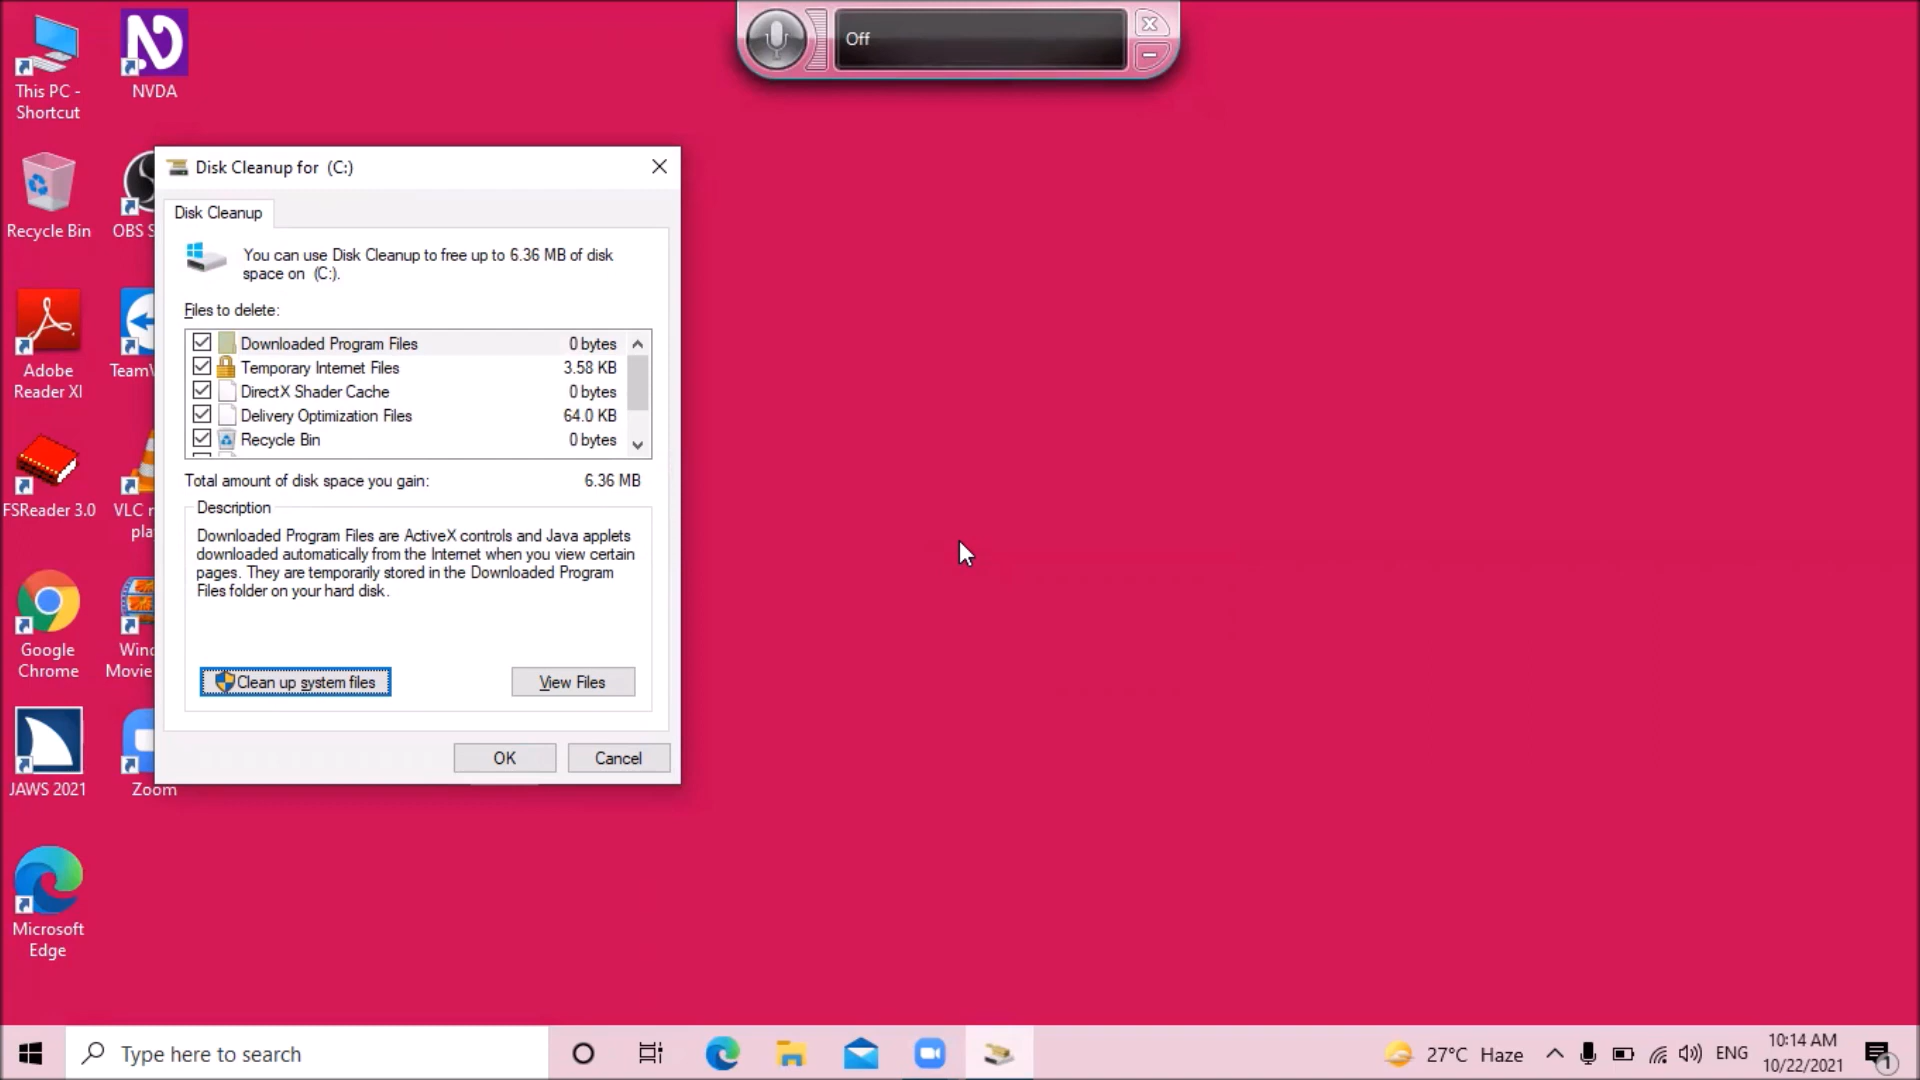 Off
This PC -
Shortcut
NVDA
Recycle Bin
OBS S
Adobe
Reader XI
TeamV
FSReader 3.0
VLC
pla
Google
Chrome
Wind
Movie
JAWS 2021
Zoom
Microsoft
Edge
Disk Cleanup for (C:)
Disk Cleanup
You can use Disk Cleanup to free up to 6.36 MB of disk
space on (C:).
Files to delete:
Downloaded Program Files 0 bytes
Temporary Internet Files 3.58 KB
DirectX Shader Cache 0 bytes
Delivery Optimization Files 64.0 KB
Recycle Bin 0 bytes
Total amount of disk space you gain: 6.36 MB
Description
Downloaded Program Files are ActiveX controls and Java applets
downloaded automatically from the Internet when you view certain
pages. They are temporarily stored in the Downloaded Program
Files folder on your hard disk.
Clean up system files
View Files
OK
Cancel
Type here to search
27°C Haze
ENG
10:14 AM
10/22/2021
1